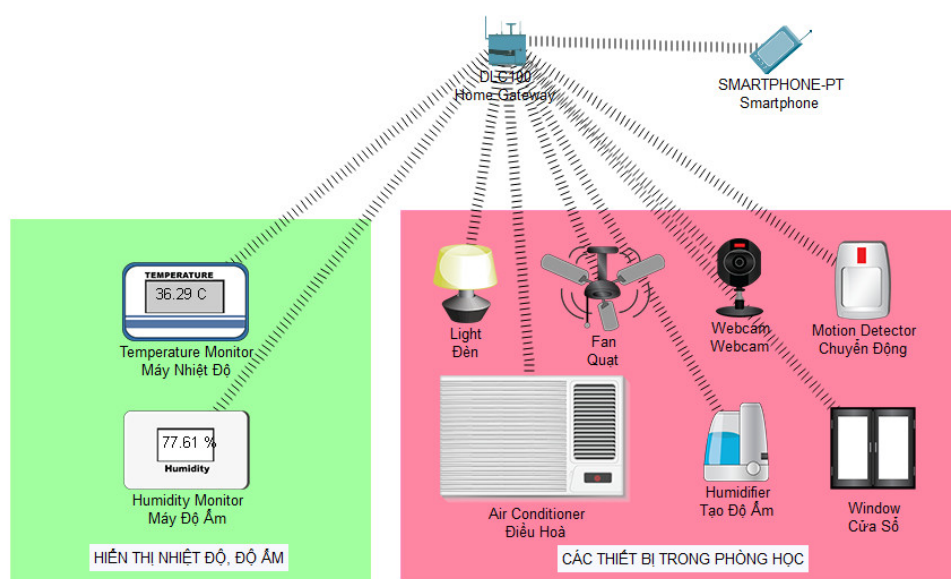 DLC100
Home Gateway
SMARTPHONE-PT
Smartphone
TEMPERATURE
36.29 C
Temperature Monitor
Máy Nhiệt Độ
77.61 %
Humidity
Humidity Monitor
Máy Độ Ẩm
HIỂN THỊ NHIỆT ĐỘ, ĐỘ ẨM
Light
Đèn
Fan
Quạt
Webcam
Webcam
Motion Detector
Chuyển Động
Air Conditioner
Điều Hoà
Humidifier
Tạo Độ Ẩm
Window
Cửa Sổ
CÁC THIẾT BỊ TRONG PHÒNG HỌC